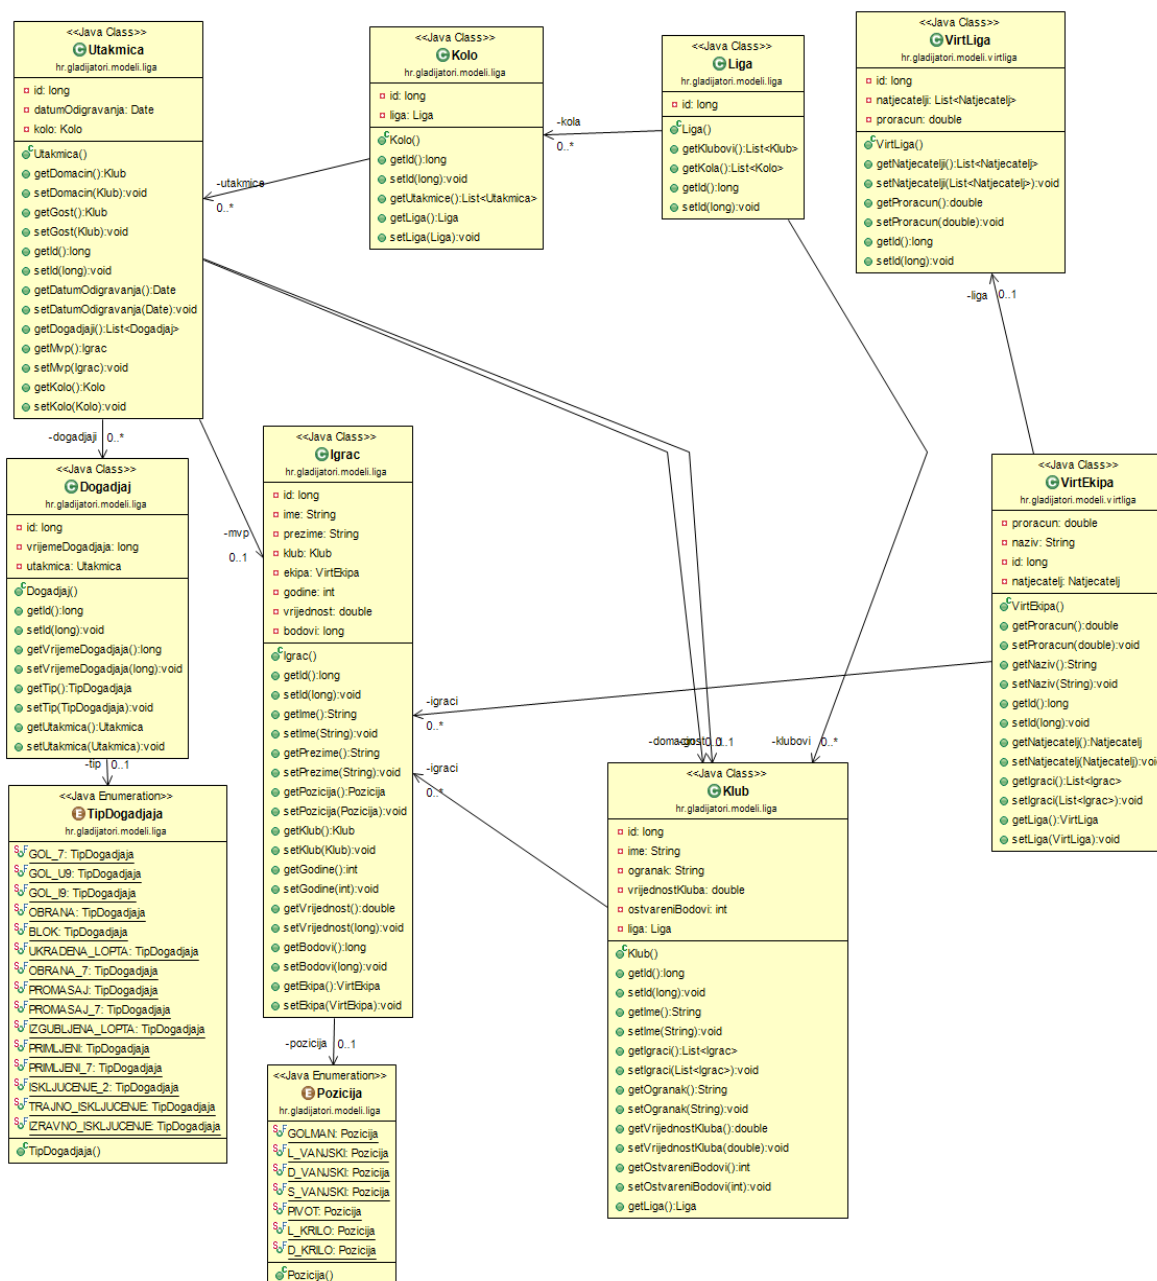 <<Java Class>>
Utakmica
hr.gladijatori.modeli.liga
id: long
datumOdigravanja: Date
kolo: Kolo
Utakmica()
getDomacin():Klub
setDomacin(Klub):void
getGost():Klub
setGost(Klub):void
getId():long
setId(long):void
getDatumOdigravanja():Date
setDatumOdigravanja(Date):void
getDogadjaji():List<Dogadjaj>
getMvp():Igrac
setMvp(Igrac):void
getKolo():Kolo
setKolo(Kolo):void
<<Java Class>>
Kolo
hr.gladijatori.modeli.liga
id: long
liga: Liga
Kolo()
getId():long
setId(long):void
getUtakmice():List<Utakmica>
getLiga():Liga
setLiga(Liga):void
<<Java Class>>
Liga
hr.gladijatori.modeli.liga
id: long
Liga()
getKlubovi():List<Klub>
getKola():List<Kolo>
getId():long
setId(long):void
<<Java Class>>
VirtLiga
hr.gladijatori.modeli.virtliga
id: long
natjecatelji: List<Natjecatelj>
proracun: double
VirtLiga()
getNatjecatelji():List<Natjecatelj>
setNatjecatelji(List<Natjecatelj>):void
getProracun():double
setProracun(double):void
getId():long
setId(long):void
-kola
0..*
-utakmice
0..*
-liga 0..1
-dogadjaji 0..*
-mvp
0..1
<<Java Class>>
Dogadjaj
hr.gladijatori.modeli.liga
id: long
vrijemeDogadjaja: long
utakmica: Utakmica
Dogadjaj()
getId():long
setId(long):void
getVrijemeDogadjaja():long
setVrijemeDogadjaja(long):void
getTip():TipDogadjaja
setTip(TipDogadjaja):void
getUtakmica():Utakmica
setUtakmica(Utakmica):void
-tip 0..1
<<Java Class>>
Igrac
hr.gladijatori.modeli.liga
id: long
ime: String
prezime: String
klub: Klub
ekipa: VirtEkipa
godine: int
vrijednost: double
bodovi: long
Igrac()
getId():long
setId(long):void
getIme():String
setIme(String):void
getPrezime():String
setPrezime(String):void
getPozicija():Pozicija
setPozicija(Pozicija):void
getKlub():Klub
setKlub(Klub):void
getGodine():int
setGodine(int):void
getVrijednost():double
setVrijednost(long):void
getBodovi():long
setBodovi(long):void
getEkipa():VirtEkipa
setEkipa(VirtEkipa):void
<<Java Class>>
VirtEkipa
hr.gladijatori.modeli.virtliga
proracun: double
naziv: String
id: long
natjecatelj: Natjecatelj
VirtEkipa()
getProracun():double
setProracun(double):void
getNaziv():String
setNaziv(String):void
getId():long
setId(long):void
getNatjecatelj():Natjecatelj
setNatjecatelj(Natjecatelj):void
getIgraci():List<Igrac>
setIgraci(List<Igrac>):void
getLiga():VirtLiga
setLiga(VirtLiga):void
-igraci
0..*
-igraci
0..*
-klubovi 0..*
<<Java Class>>
Klub
hr.gladijatori.modeli.liga
id: long
ime: String
ogranak: String
vrijednostKluba: double
ostvareniBodovi: int
liga: Liga
Klub()
getId():long
setId(long):void
getIme():String
setIme(String):void
getIgraci():List<Igrac>
setIgraci(List<Igrac>):void
getOgranak():String
setOgranak(String):void
getVrijednostKluba():double
setVrijednostKluba(double):void
getOstvareniBodovi():int
setOstvareniBodovi(int):void
getLiga():Liga
<<Java Enumeration>>
TipDogadjaja
hr.gladijatori.modeli.liga
GOL_7: TipDogadjaja
GOL_U9: TipDogadjaja
GOL_I9: TipDogadjaja
OBRANA: TipDogadjaja
BLOK: TipDogadjaja
UKRADENA_LOPTA: TipDogadjaja
OBRANA_7: TipDogadjaja
PROMASAJ: TipDogadjaja
PROMASAJ_7: TipDogadjaja
IZGUBLJENA_LOPTA: TipDogadjaja
PRIMLJENI: TipDogadjaja
PRIMLJENI_7: TipDogadjaja
ISKLJUCENJE_2: TipDogadjaja
TRAJNO_ISKLJUCENJE: TipDogadjaja
IZRAVNO_ISKLJUCENJE: TipDogadjaja
TipDogadjaja()
-pozicija 0..1
<<Java Enumeration>>
Pozicija
hr.gladijatori.modeli.liga
GOLMAN: Pozicija
L_VANJSKI: Pozicija
D_VANJSKI: Pozicija
S_VANJSKI: Pozicija
PIVOT: Pozicija
L_KRILO: Pozicija
D_KRILO: Pozicija
Pozicija()